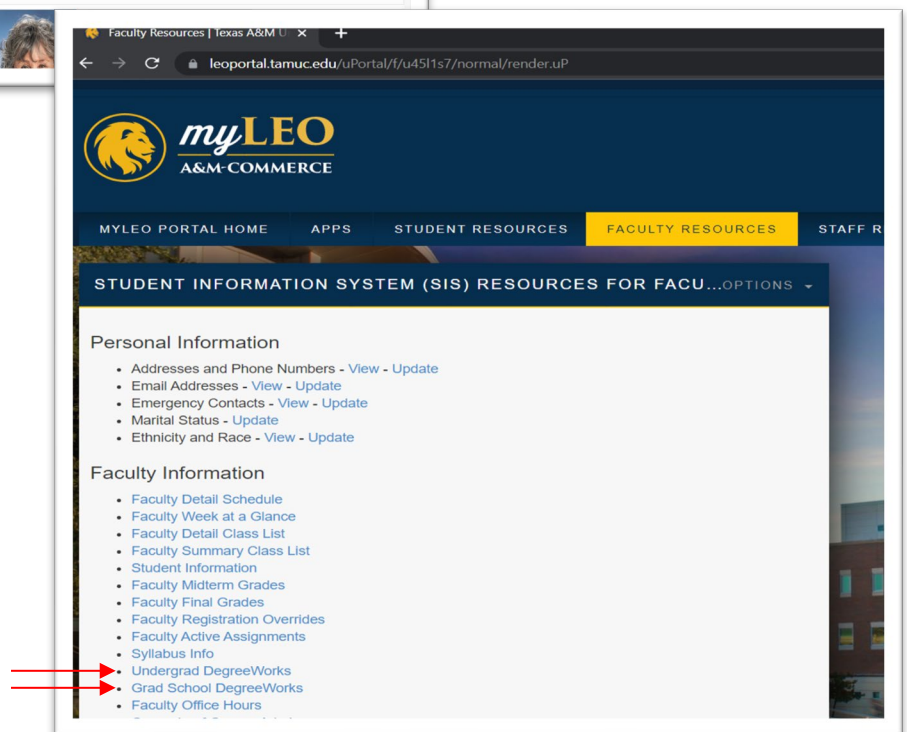 Faculty Resources | Texas A&M U
leoportal.tamuc.edu/uPortal/f/u45l1s7/normal/render.uP
myLEO
A&M-COMMERCE
MYLEO PORTAL HOME APPS STUDENT RESOURCES FACULTY RESOURCES STAFF R
STUDENT INFORMATION SYSTEM (SIS) RESOURCES FOR FACU...OPTIONS
Personal Information
• Addresses and Phone Numbers - View - Update
• Email Addresses - View - Update
• Emergency Contacts - View - Update
• Marital Status - Update
• Ethnicity and Race - View - Update
Faculty Information
• Faculty Detail Schedule
• Faculty Week at a Glance
• Faculty Detail Class List
• Faculty Summary Class List
• Student Information
• Faculty Midterm Grades
• Faculty Final Grades
• Faculty Registration Overrides
• Faculty Active Assignments
• Syllabus Info
• Undergrad DegreeWorks
• Grad School DegreeWorks
• Faculty Office Hours